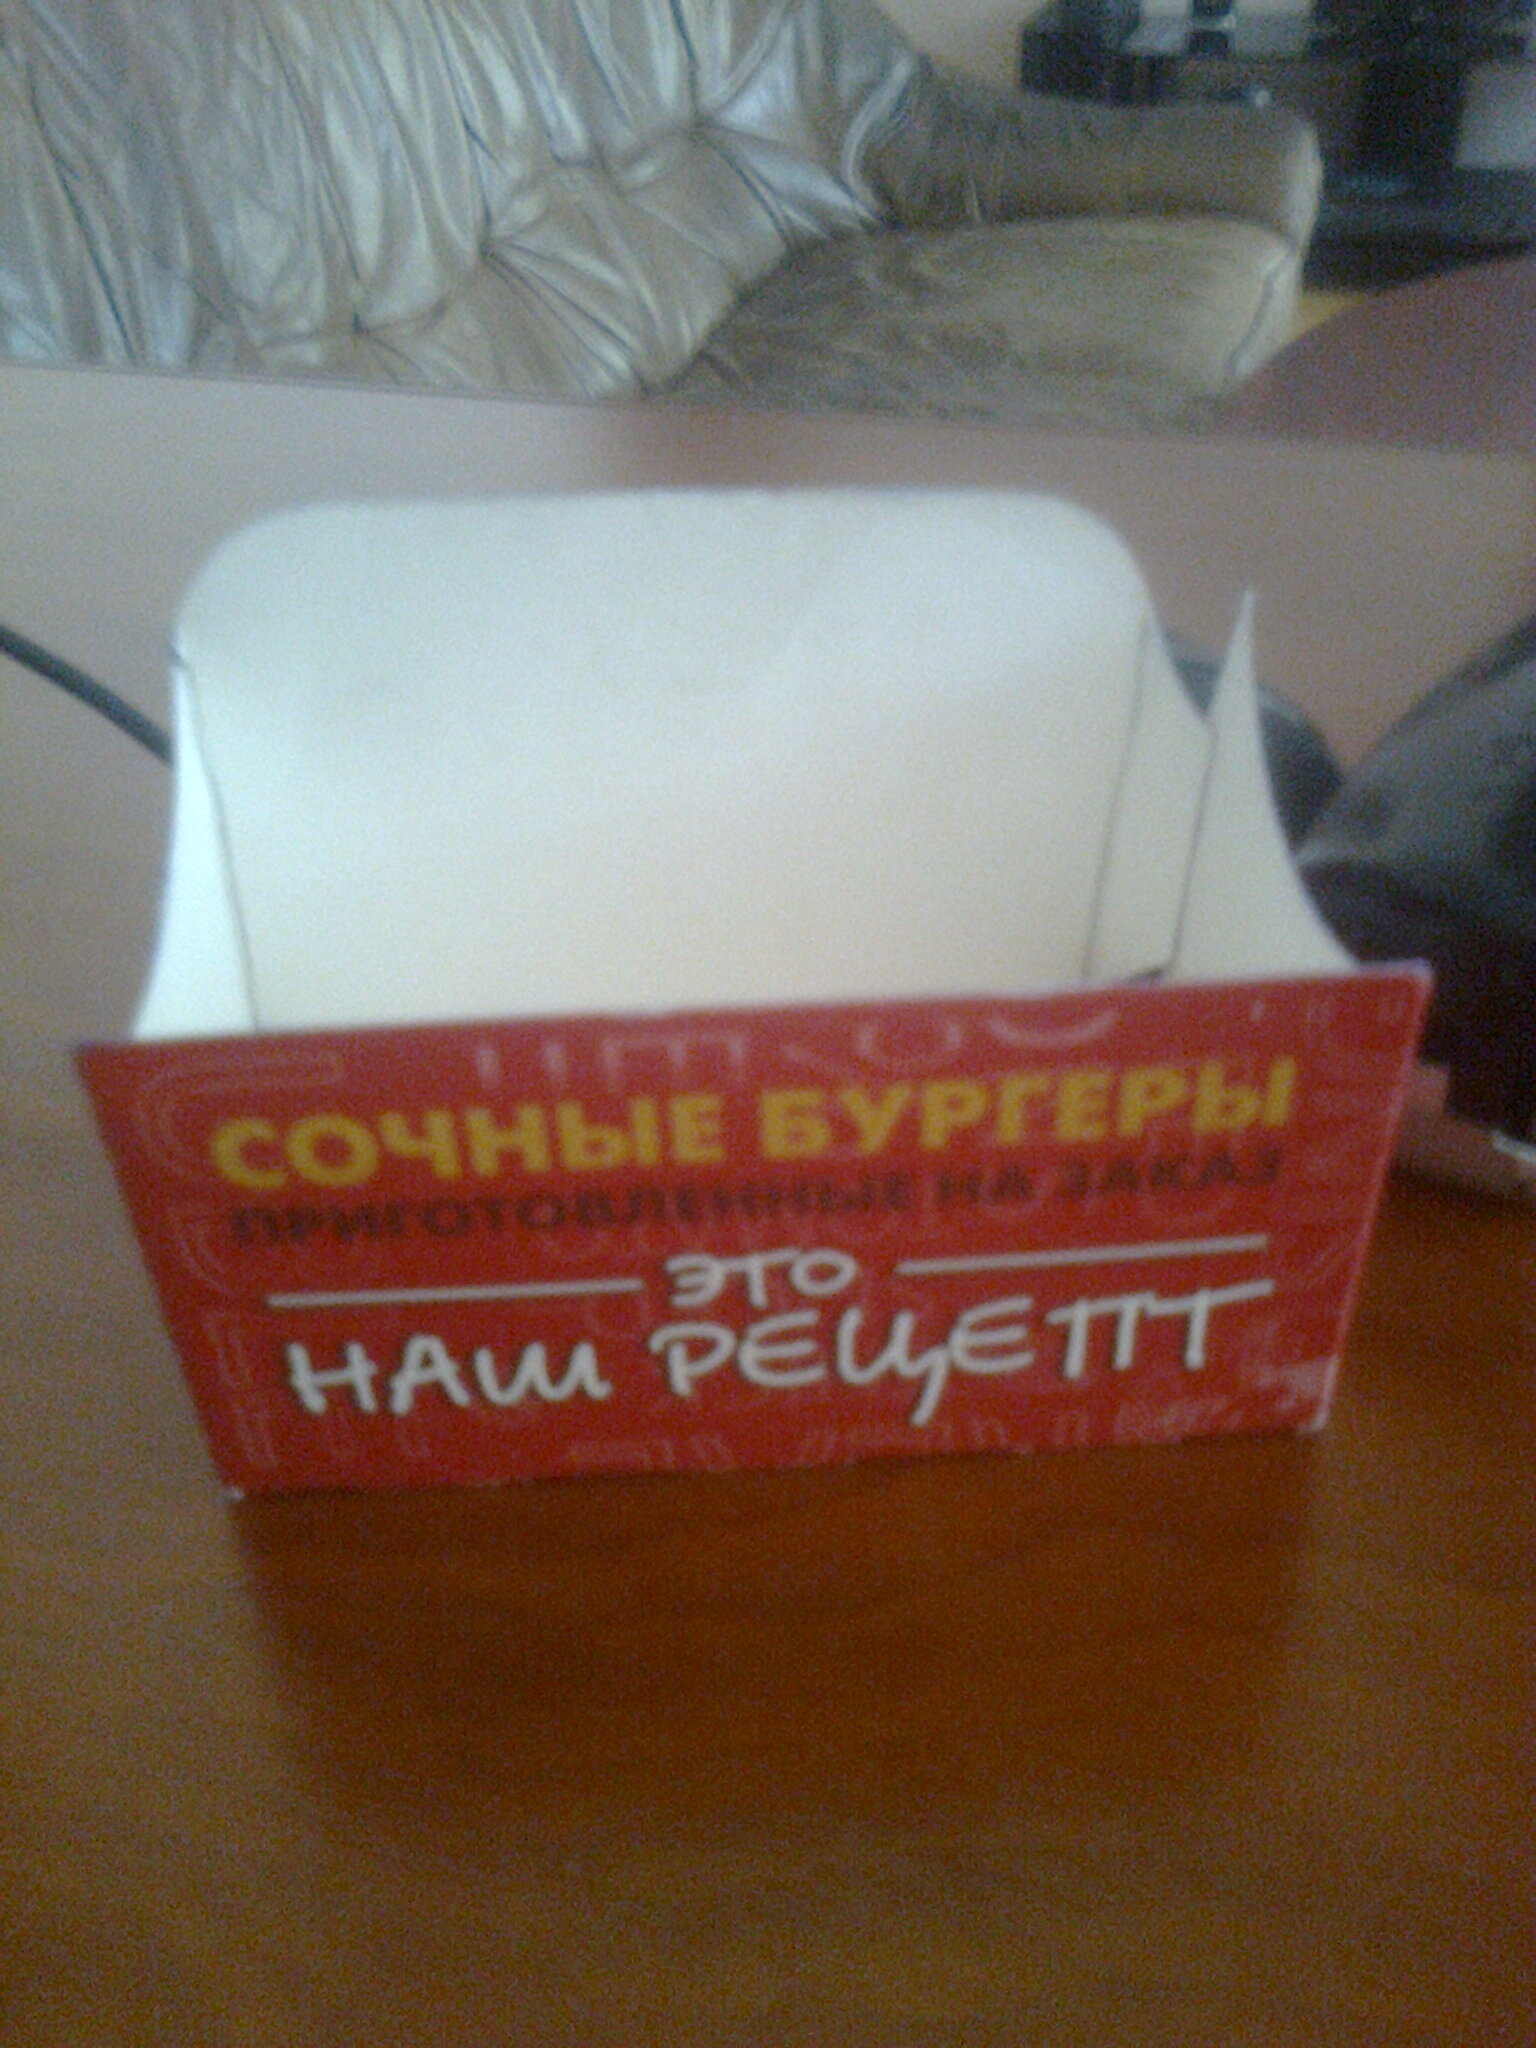 СОЧНЫЕ БУРГЕРЫ
ПРИГОТОВЛЕННЫЕ НА ЗАКАЗ
ЭТО
НАШ РЕЦЕПТ